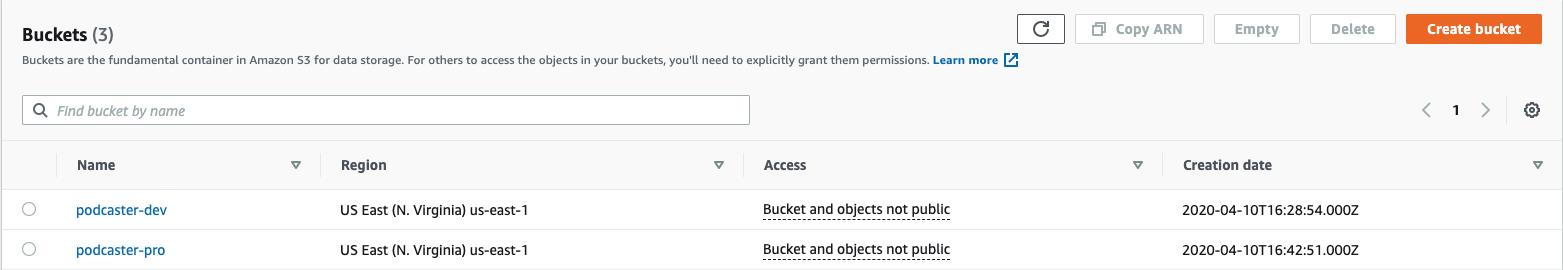 Buckets (3)
Copy ARN
Empty
Delete
Create bucket
Buckets are the fundamental container in Amazon S3 for data storage. For others to access the objects in your buckets, you'll need to explicitly grant them permissions. Learn more
Find bucket by name
1
Name Region Access Creation date
podcaster-dev US East (N. Virginia) us-east-1 Bucket and objects not public 2020-04-10T16:28:54.000Z
podcaster-pro US East (N. Virginia) us-east-1 Bucket and objects not public 2020-04-10T16:42:51.000Z